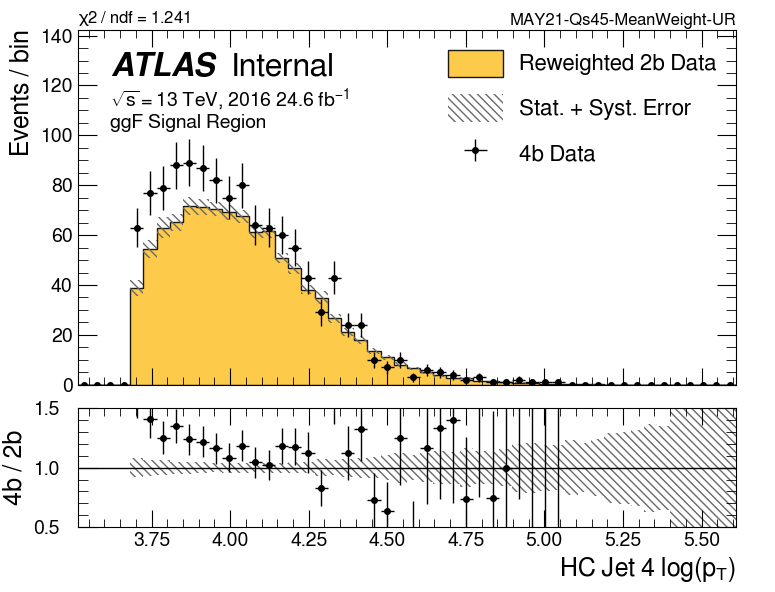 χ² / ndf = 1.241
MAY21-Qs45-MeanWeight-UR
Events / bin
140
120
100
80
60
40
20
0
ATLAS Internal
√s = 13 TeV, 2016 24.6 fb⁻¹
ggF Signal Region
Reweighted 2b Data
Stat. + Syst. Error
4b Data
4b / 2b
1.5
1.0
0.5
3.75 4.00 4.25 4.50 4.75 5.00 5.25 5.50
HC Jet 4 log(p_T)